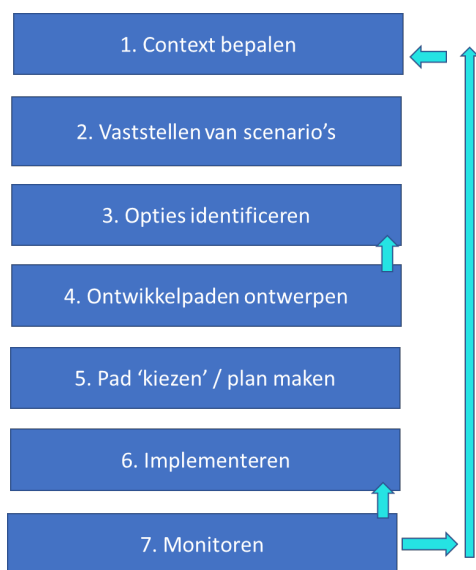 1. Context bepalen
2. Vaststellen van scenario’s
3. Opties identificeren
4. Ontwikkelpaden ontwerpen
5. Pad ‘kiezen’ / plan maken
6. Implementeren
7. Monitoren